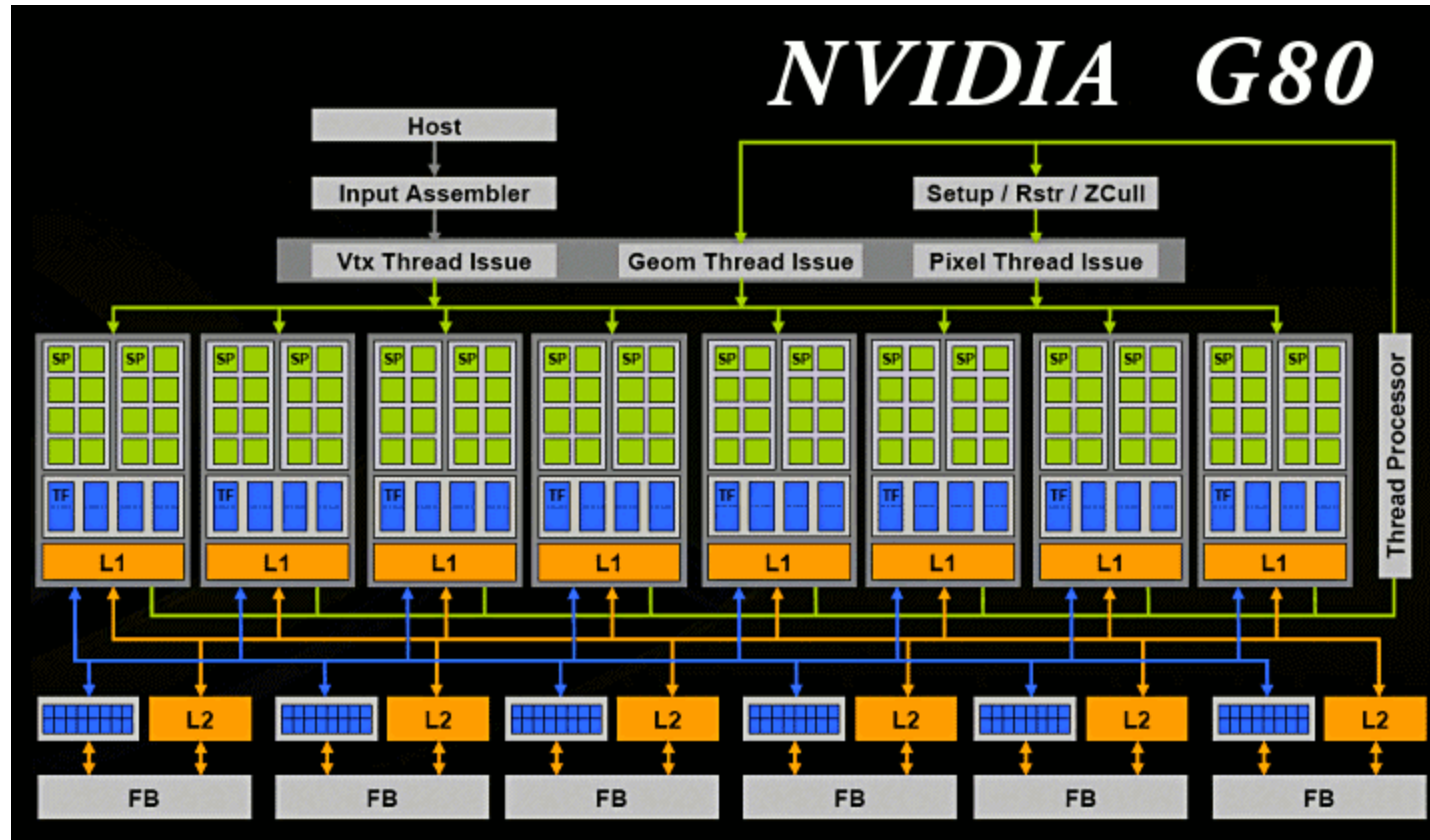 NVIDIA G80
Host
Input Assembler
Setup / Rstr / ZCull
Vtx Thread Issue
Geom Thread Issue
Pixel Thread Issue
SP SP SP SP SP SP SP SP SP SP SP SP SP SP SP SP
Thread Processor
TF TF TF TF TF TF TF TF
L1 L1 L1 L1 L1 L1 L1 L1
L2 L2 L2 L2 L2 L2
FB FB FB FB FB FB